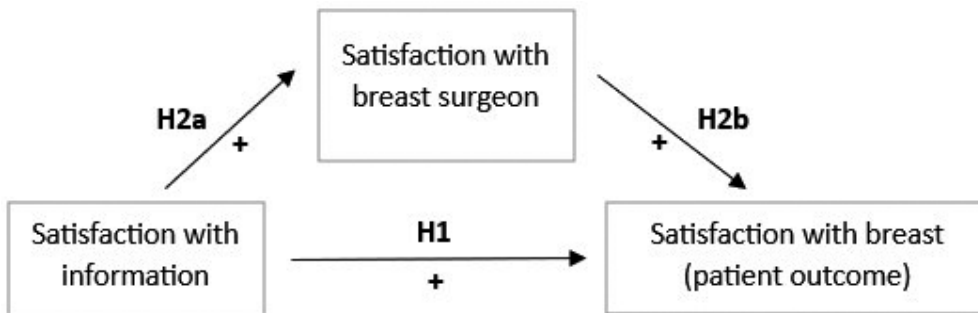 Satisfaction with
breast surgeon
H2a
+
H2b
+
Satisfaction with
information
H1
+
Satisfaction with breast
(patient outcome)